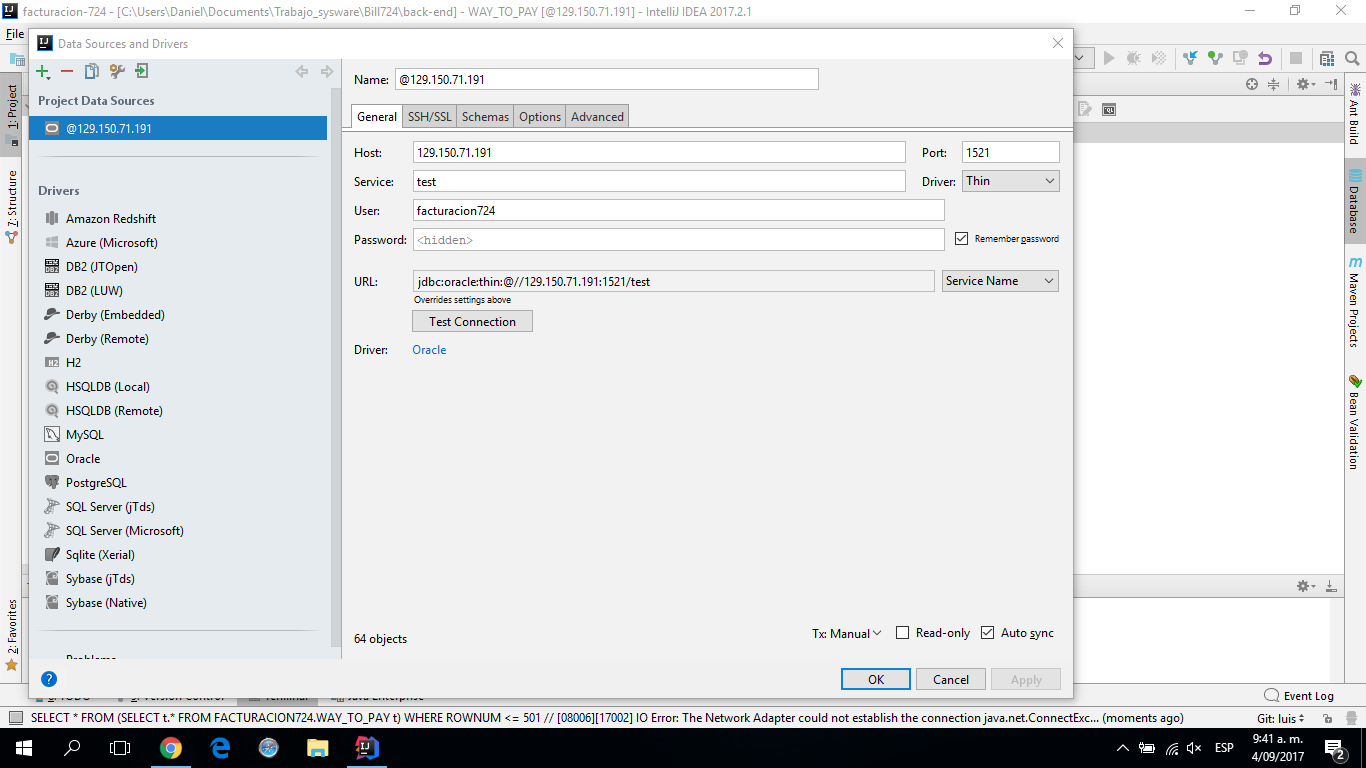 facturacion-724 - [C:\Users\Daniel\Documents\Trabajo_sysware\Bill724\back-end] - WAY_TO_PAY [@129.150.71.191] - IntelliJ IDEA 2017.2.1
File
Data Sources and Drivers
Project Data Sources
@129.150.71.191
Drivers
Amazon Redshift
Azure (Microsoft)
DB2 (JTOpen)
DB2 (LUW)
Derby (Embedded)
Derby (Remote)
H2
HSQLDB (Local)
HSQLDB (Remote)
MySQL
Oracle
PostgreSQL
SQL Server (jTds)
SQL Server (Microsoft)
Sqlite (Xerial)
Sybase (jTds)
Sybase (Native)
Name: @129.150.71.191
General SSH/SSL Schemas Options Advanced
Host: 129.150.71.191 Port: 1521
Service: test Driver: Thin
User: facturacion724
Password: <hidden> Remember password
URL: jdbc:oracle:thin:@//129.150.71.191:1521/test Service Name
Overrides settings above
Test Connection
Driver: Oracle
64 objects Tx: Manual Read-only Auto sync
OK Cancel Apply
1: Project
7: Structure
2: Favorites
Ant Build
Database
Maven Projects
Bean Validation
Event Log
SELECT * FROM (SELECT t.* FROM FACTURACION724.WAY_TO_PAY t) WHERE ROWNUM <= 501 // [08006][17002] IO Error: The Network Adapter could not establish the connection java.net.ConnectExc... (moments ago) Git: luis
ESP 9:41 a. m.
4/09/2017
2